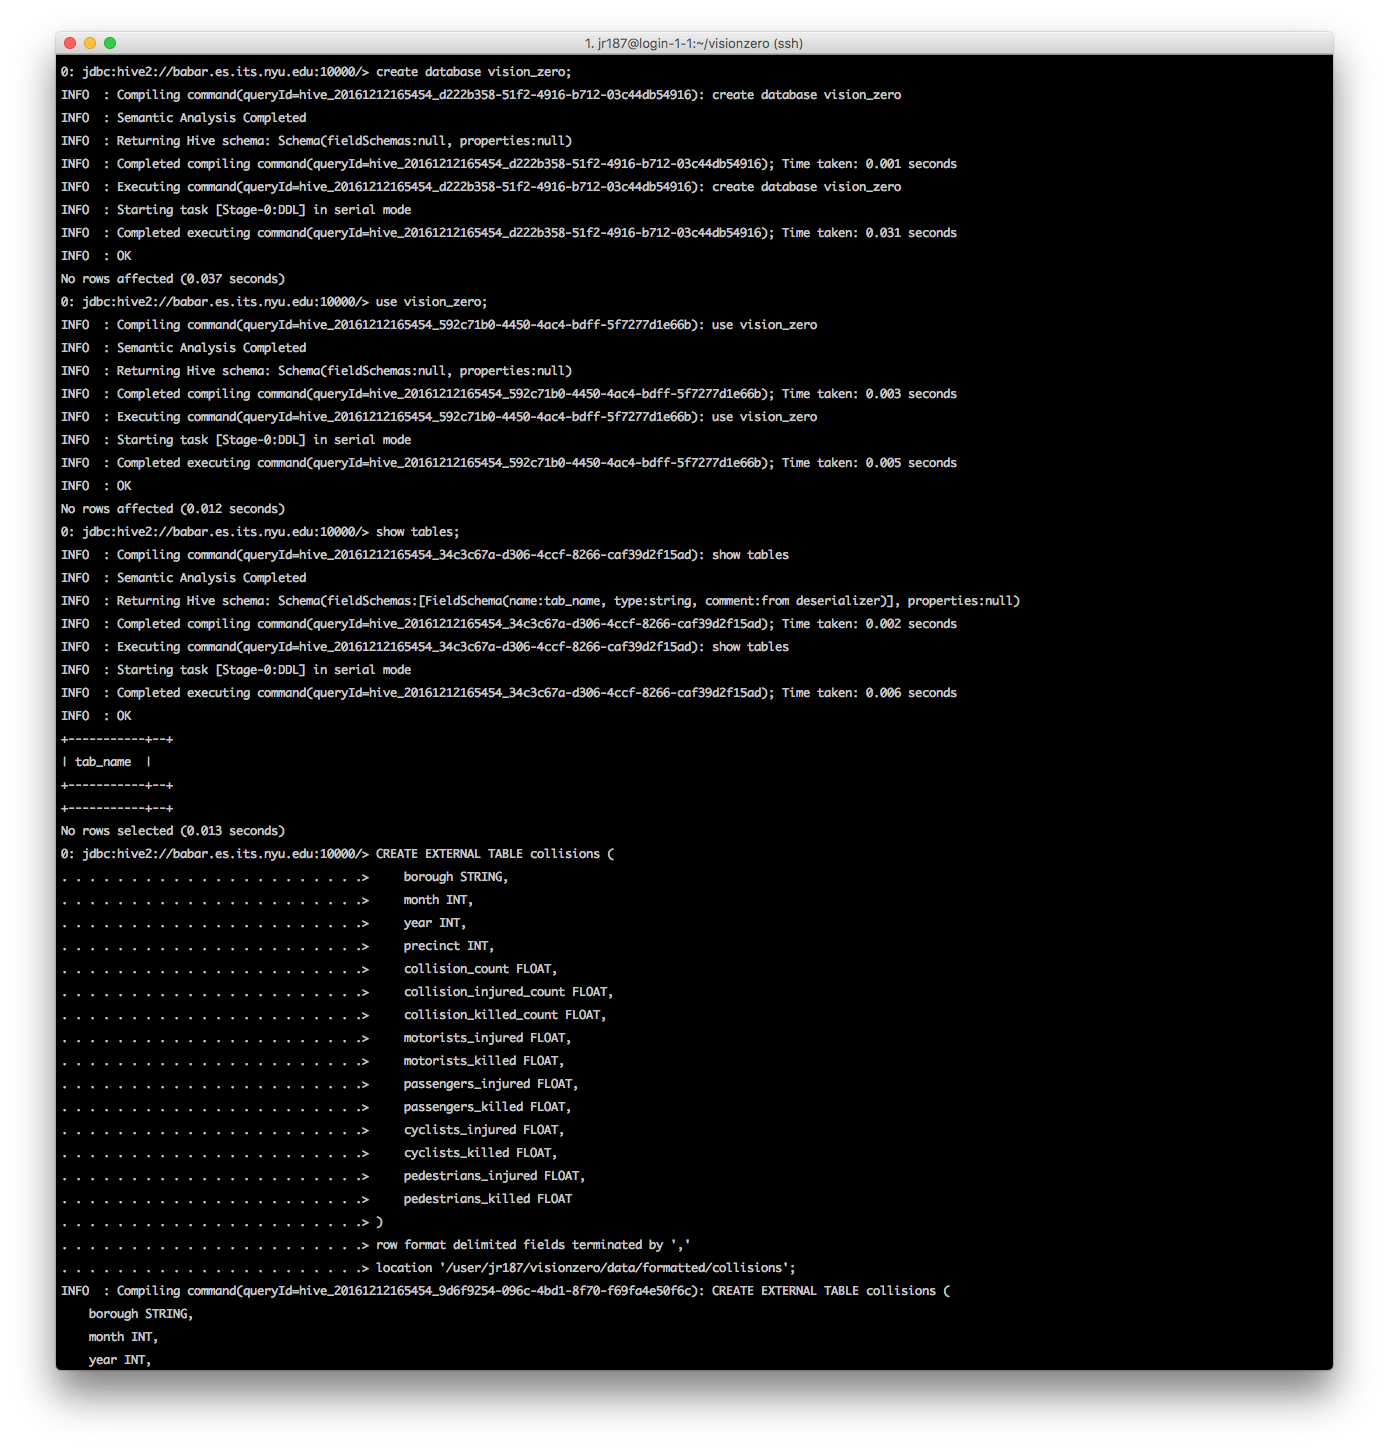 1. jr187@login-1-1:~/visionzero (ssh)
0: jdbc:hive2://babar.es.its.nyu.edu:10000/> create database vision_zero;
INFO  : Compiling command(queryId=hive_20161212165454_d222b358-51f2-4916-b712-03c44db54916): create database vision_zero
INFO  : Semantic Analysis Completed
INFO  : Returning Hive schema: Schema(fieldSchemas:null, properties:null)
INFO  : Completed compiling command(queryId=hive_20161212165454_d222b358-51f2-4916-b712-03c44db54916); Time taken: 0.001 seconds
INFO  : Executing command(queryId=hive_20161212165454_d222b358-51f2-4916-b712-03c44db54916): create database vision_zero
INFO  : Starting task [Stage-0:DDL] in serial mode
INFO  : Completed executing command(queryId=hive_20161212165454_d222b358-51f2-4916-b712-03c44db54916); Time taken: 0.031 seconds
INFO  : OK
No rows affected (0.037 seconds)
0: jdbc:hive2://babar.es.its.nyu.edu:10000/> use vision_zero;
INFO  : Compiling command(queryId=hive_20161212165454_592c71b0-4450-4ac4-bdff-5f7277d1e66b): use vision_zero
INFO  : Semantic Analysis Completed
INFO  : Returning Hive schema: Schema(fieldSchemas:null, properties:null)
INFO  : Completed compiling command(queryId=hive_20161212165454_592c71b0-4450-4ac4-bdff-5f7277d1e66b); Time taken: 0.003 seconds
INFO  : Executing command(queryId=hive_20161212165454_592c71b0-4450-4ac4-bdff-5f7277d1e66b): use vision_zero
INFO  : Starting task [Stage-0:DDL] in serial mode
INFO  : Completed executing command(queryId=hive_20161212165454_592c71b0-4450-4ac4-bdff-5f7277d1e66b); Time taken: 0.005 seconds
INFO  : OK
No rows affected (0.012 seconds)
0: jdbc:hive2://babar.es.its.nyu.edu:10000/> show tables;
INFO  : Compiling command(queryId=hive_20161212165454_34c3c67a-d306-4ccf-8266-caf39d2f15ad): show tables
INFO  : Semantic Analysis Completed
INFO  : Returning Hive schema: Schema(fieldSchemas:[FieldSchema(name:tab_name, type:string, comment:from deserializer)], properties:null)
INFO  : Completed compiling command(queryId=hive_20161212165454_34c3c67a-d306-4ccf-8266-caf39d2f15ad); Time taken: 0.002 seconds
INFO  : Executing command(queryId=hive_20161212165454_34c3c67a-d306-4ccf-8266-caf39d2f15ad): show tables
INFO  : Starting task [Stage-0:DDL] in serial mode
INFO  : Completed executing command(queryId=hive_20161212165454_34c3c67a-d306-4ccf-8266-caf39d2f15ad); Time taken: 0.006 seconds
INFO  : OK
+-----------+--+
| tab_name  |
+-----------+--+
+-----------+--+
No rows selected (0.013 seconds)
0: jdbc:hive2://babar.es.its.nyu.edu:10000/> CREATE EXTERNAL TABLE collisions (
. . . . . . . . . . . . . . . . . . . . . .>     borough STRING,
. . . . . . . . . . . . . . . . . . . . . .>     month INT,
. . . . . . . . . . . . . . . . . . . . . .>     year INT,
. . . . . . . . . . . . . . . . . . . . . .>     precinct INT,
. . . . . . . . . . . . . . . . . . . . . .>     collision_count FLOAT,
. . . . . . . . . . . . . . . . . . . . . .>     collision_injured_count FLOAT,
. . . . . . . . . . . . . . . . . . . . . .>     collision_killed_count FLOAT,
. . . . . . . . . . . . . . . . . . . . . .>     motorists_injured FLOAT,
. . . . . . . . . . . . . . . . . . . . . .>     motorists_killed FLOAT,
. . . . . . . . . . . . . . . . . . . . . .>     passengers_injured FLOAT,
. . . . . . . . . . . . . . . . . . . . . .>     passengers_killed FLOAT,
. . . . . . . . . . . . . . . . . . . . . .>     cyclists_injured FLOAT,
. . . . . . . . . . . . . . . . . . . . . .>     cyclists_killed FLOAT,
. . . . . . . . . . . . . . . . . . . . . .>     pedestrians_injured FLOAT,
. . . . . . . . . . . . . . . . . . . . . .>     pedestrians_killed FLOAT
. . . . . . . . . . . . . . . . . . . . . .> )
. . . . . . . . . . . . . . . . . . . . . .> row format delimited fields terminated by ','
. . . . . . . . . . . . . . . . . . . . . .> location '/user/jr187/visionzero/data/formatted/collisions';
INFO  : Compiling command(queryId=hive_20161212165454_9d6f9254-096c-4bd1-8f70-f69fa4e50f6c): CREATE EXTERNAL TABLE collisions (
    borough STRING,
    month INT,
    year INT,